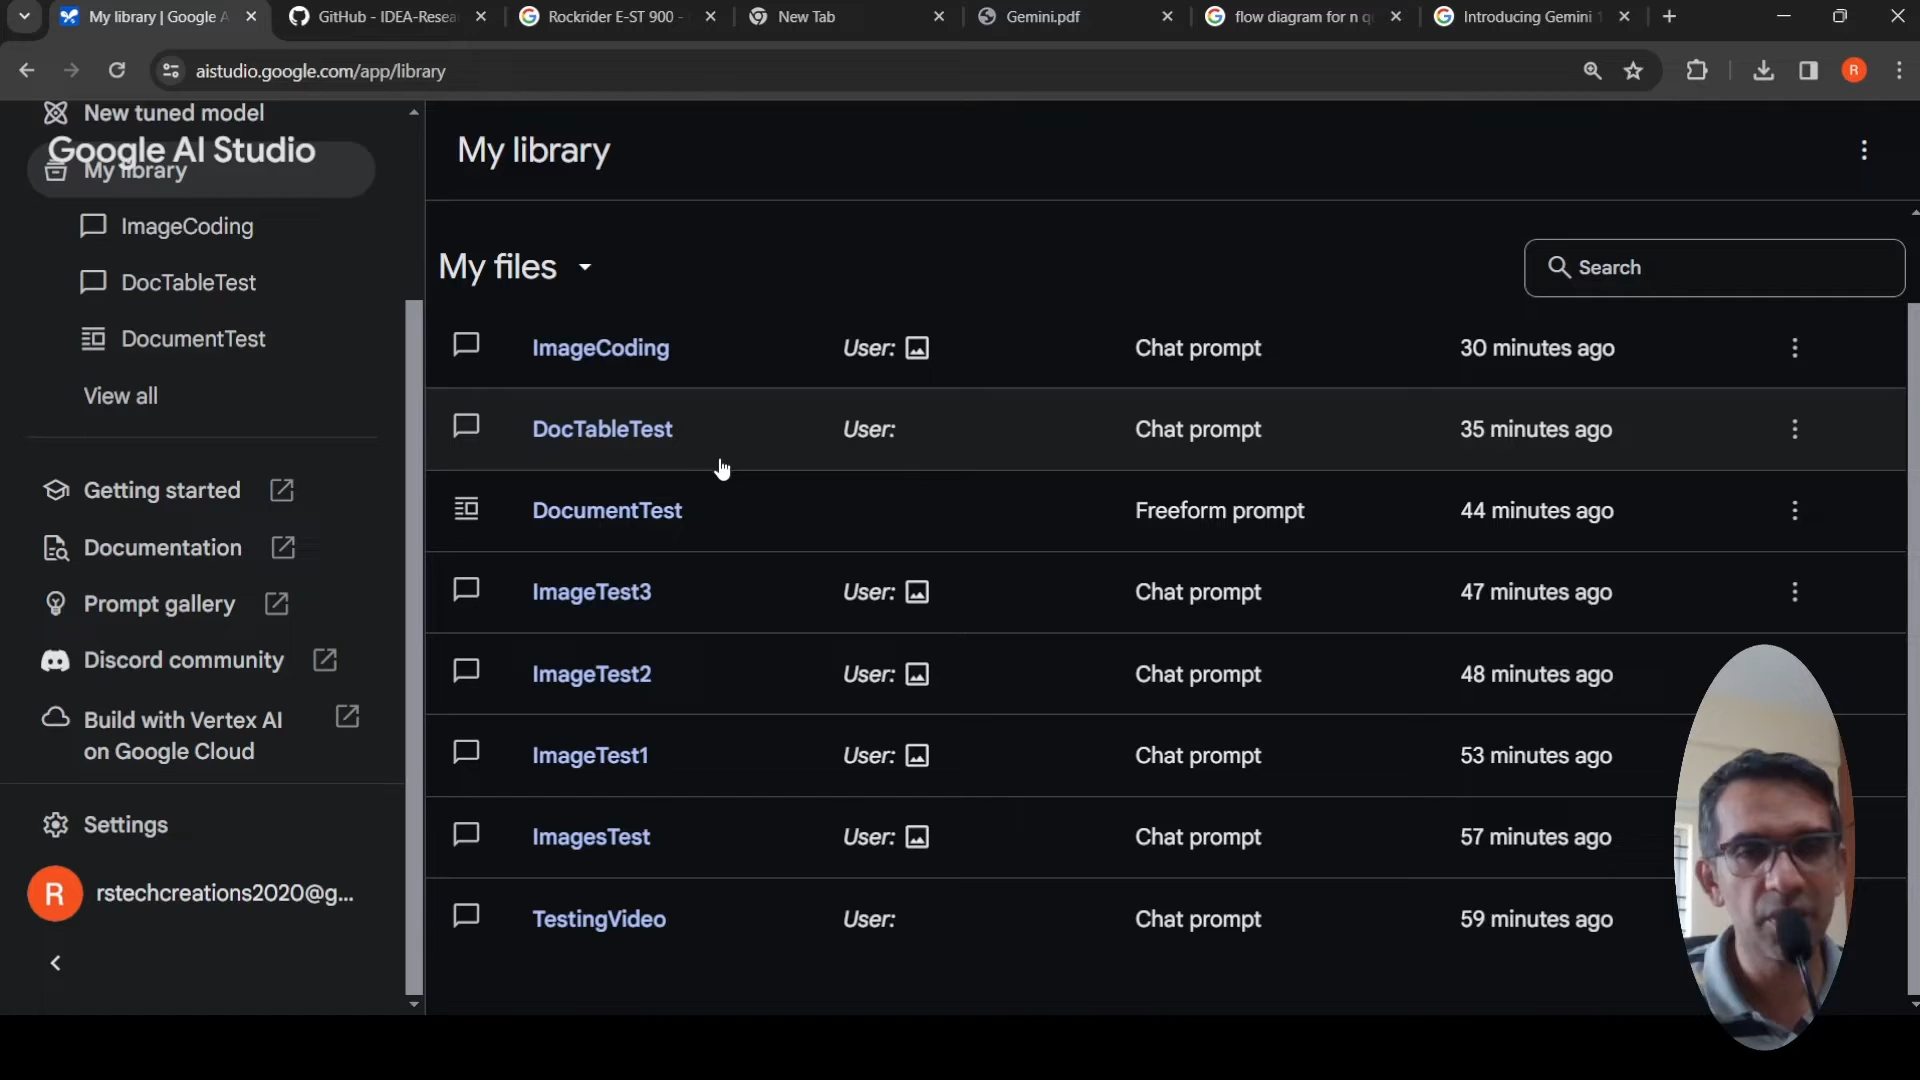 My library | Google A
GitHub - IDEA-Resea
Rockrider E-ST 900 -
New Tab
Gemini.pdf
flow diagram for n q
Introducing Gemini 1
aistudio.google.com/app/library
R
New tuned model
Google AI Studio
My library
ImageCoding
DocTableTest
DocumentTest
View all
Getting started
Documentation
Prompt gallery
Discord community
Build with Vertex AI
on Google Cloud
Settings
R rstechcreations2020@g...
My library
My files
Search
ImageCoding User: Chat prompt 30 minutes ago
DocTableTest User: Chat prompt 35 minutes ago
DocumentTest Freeform prompt 44 minutes ago
ImageTest3 User: Chat prompt 47 minutes ago
ImageTest2 User: Chat prompt 48 minutes ago
ImageTest1 User: Chat prompt 53 minutes ago
ImagesTest User: Chat prompt 57 minutes ago
TestingVideo User: Chat prompt 59 minutes ago